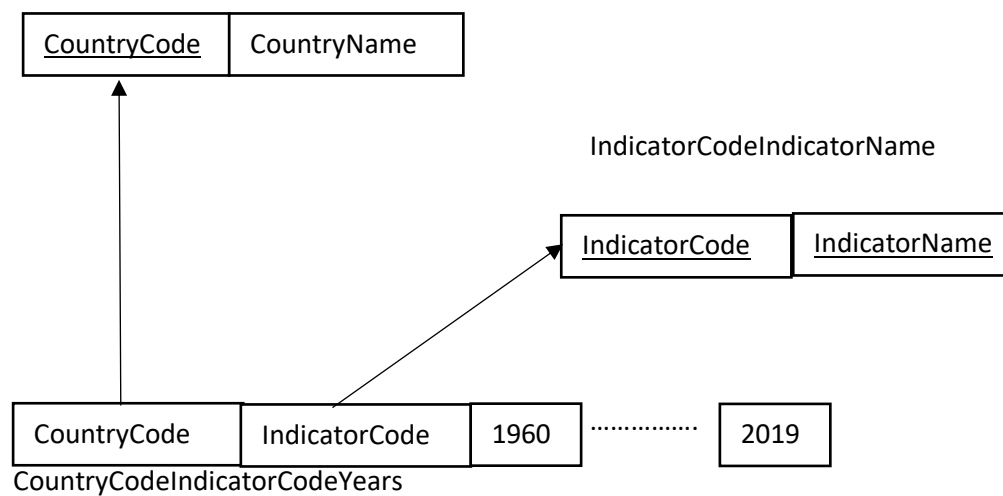 CountryCode CountryName
IndicatorCodeIndicatorName
IndicatorCode IndicatorName
CountryCode IndicatorCode 1960 ................ 2019
CountryCodeIndicatorCodeYears